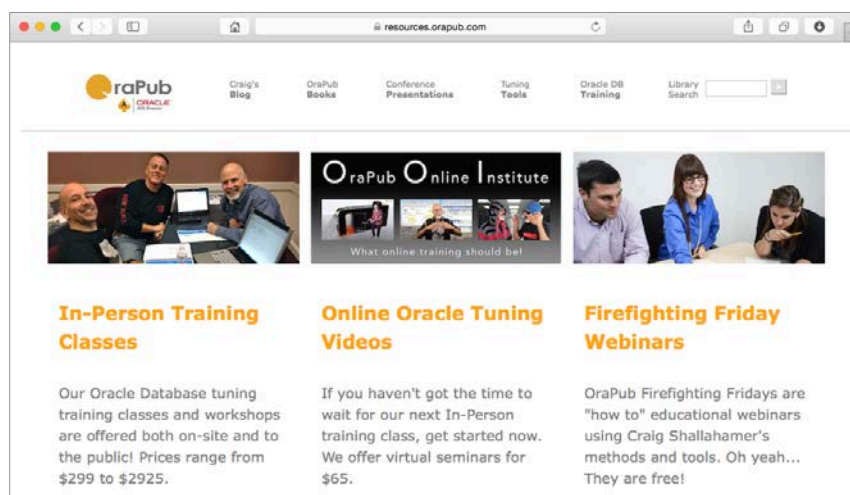 resources.orapub.com
OraPub
ORACLE
Craig's
Blog
OraPub
Books
Conference
Presentations
Tuning
Tools
Oracle DB
Training
Library
Search
OraPub Online Institute
What online training should be!
In-Person Training
Classes
Our Oracle Database tuning
training classes and workshops
are offered both on-site and to
the public! Prices range from
$299 to $2925.
Online Oracle Tuning
Videos
If you haven't got the time to
wait for our next In-Person
training class, get started now.
We offer virtual seminars for
$65.
Firefighting Friday
Webinars
OraPub Firefighting Fridays are
"how to" educational webinars
using Craig Shallahamer's
methods and tools. Oh yeah...
They are free!